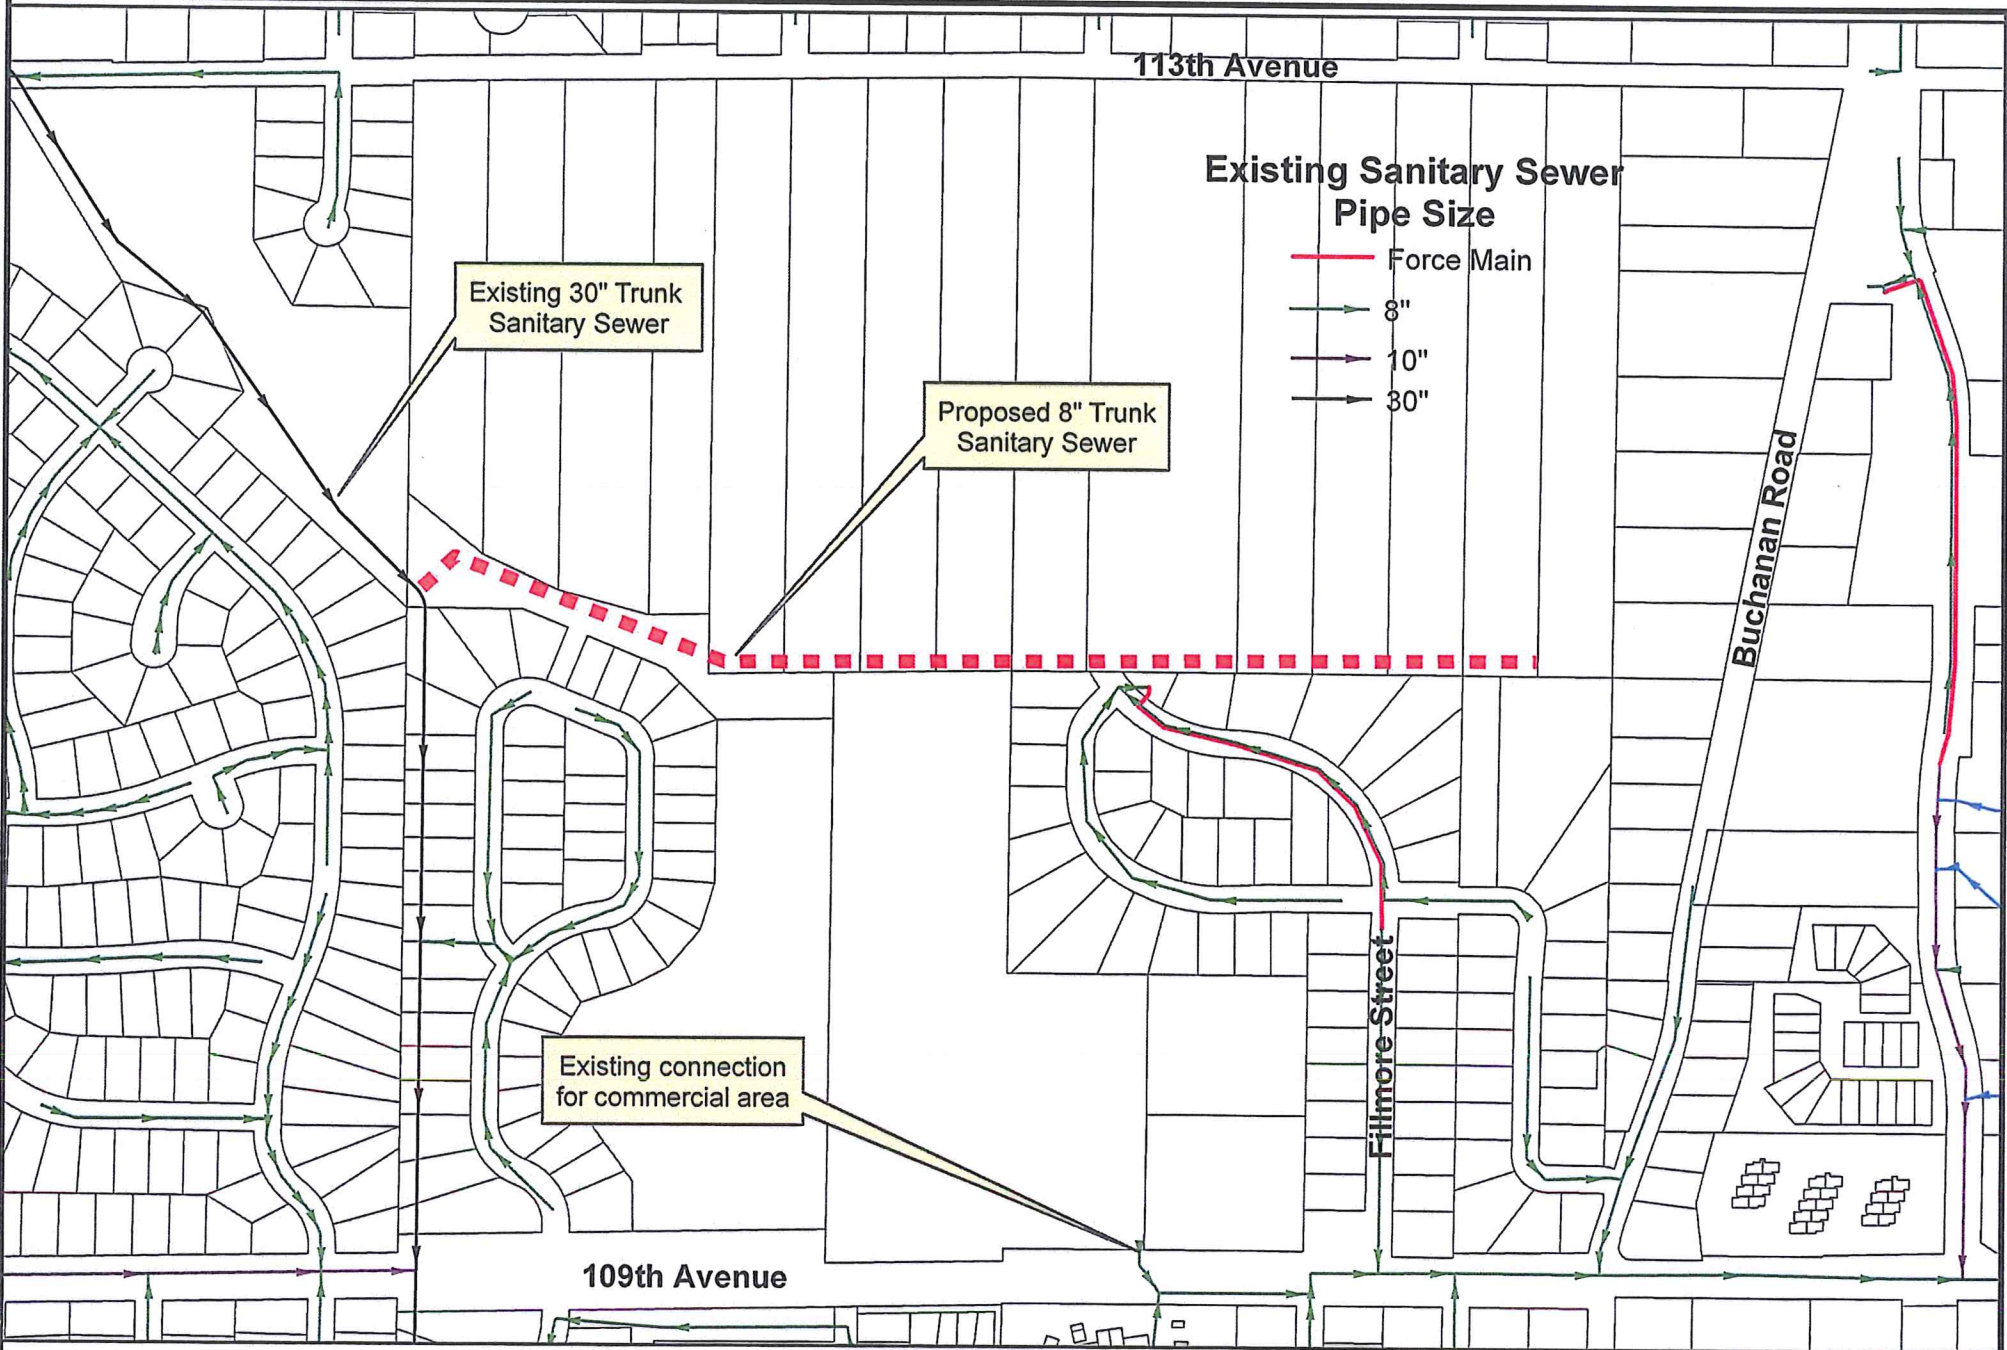 113th Avenue
Existing Sanitary Sewer
Pipe Size
Force Main
8"
10"
30"
Existing 30" Trunk
Sanitary Sewer
Proposed 8" Trunk
Sanitary Sewer
Buchanan Road
Fillmore Street
Existing connection
for commercial area
109th Avenue